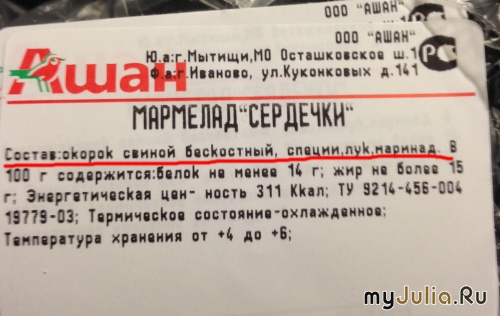 ООО "АШАН"
ООО "АШАН"
Ю.а:г.Мытищи,МО Осташковское ш.1
Ф.а:г.Иваново, ул.Куконковых д.141
РС
Ашан
МАРМЕЛАД"СЕРДЕЧКИ"
Состав:окорок свиной бескостный, специи,лук,маринад. В
100 г содержится:белок не менее 14 г; жир не более 15
г; Энергетическая цен- ность 311 Ккал; ТУ 9214-456-004
19779-03; Термическое состояние-охлажденное;
Температура хранения от +4 до +6;
myJulia.Ru